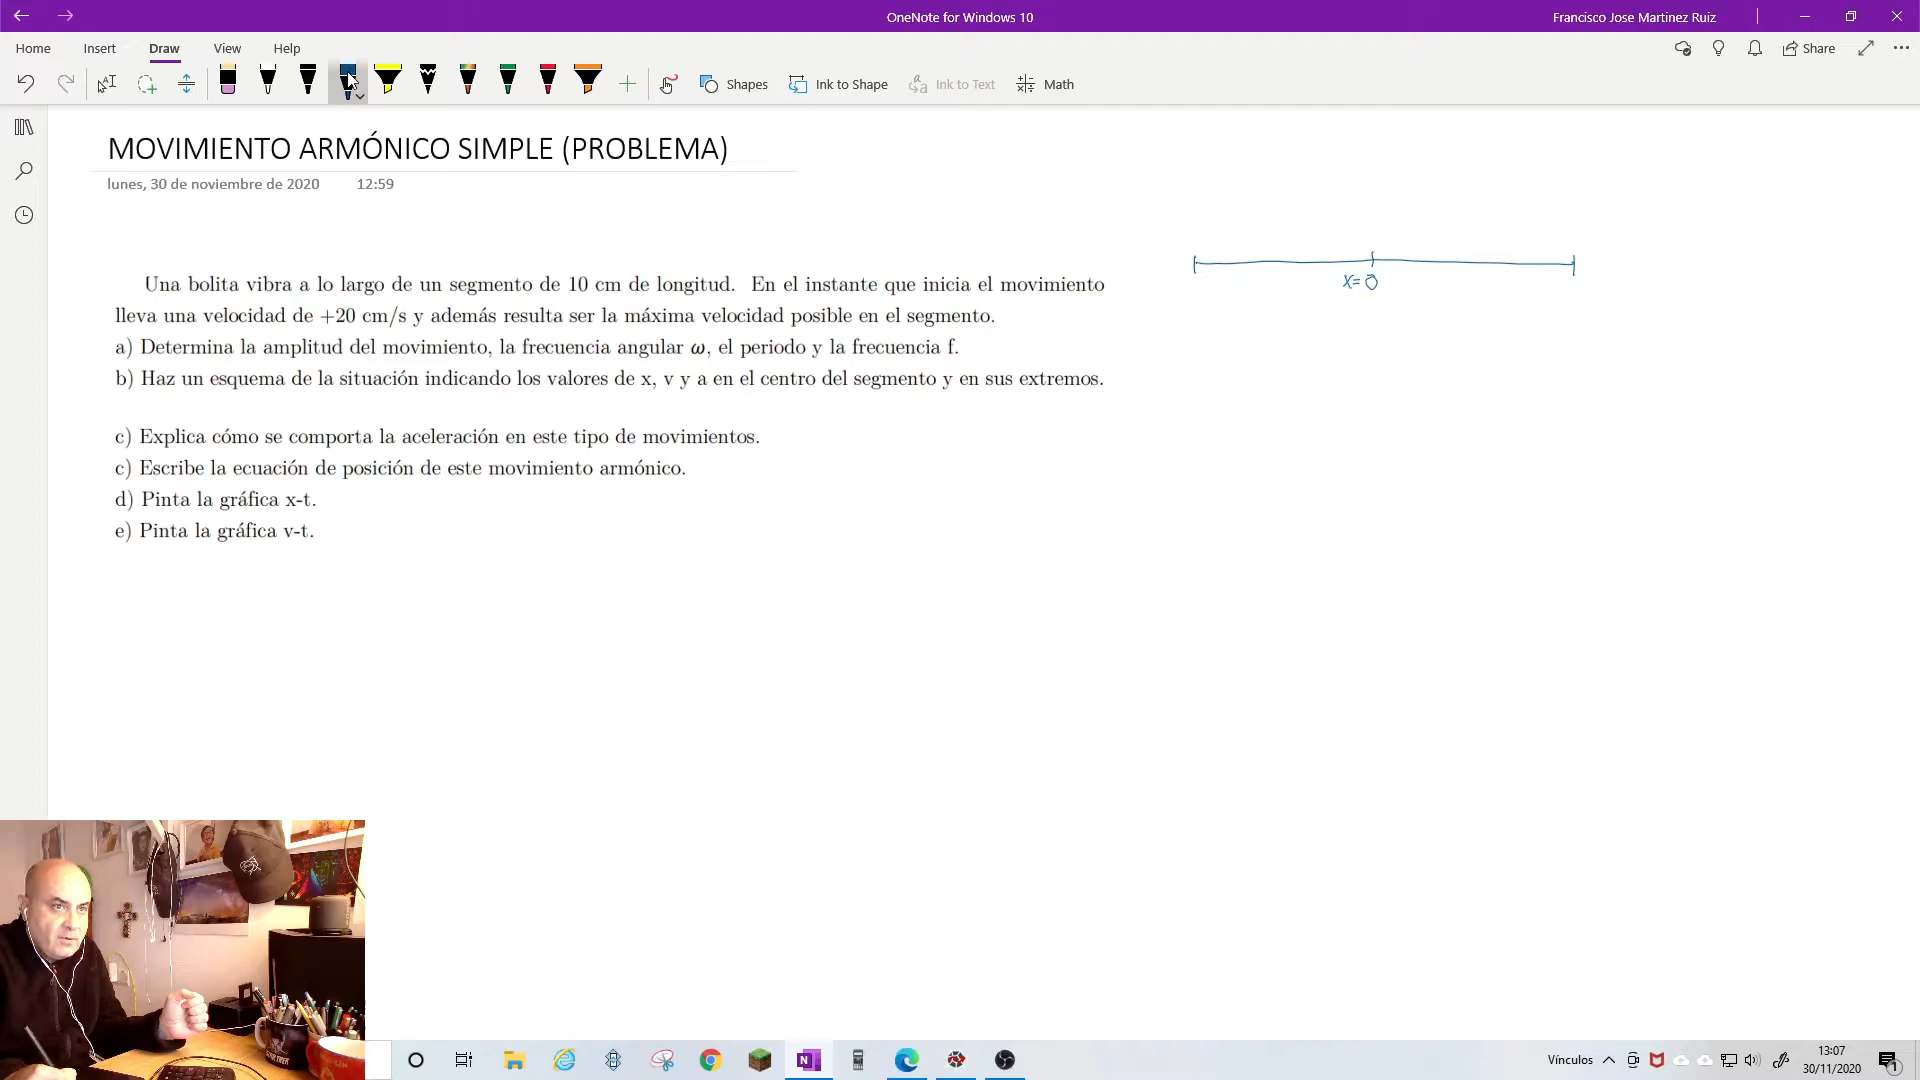 OneNote for Windows 10
Francisco Jose Martinez Ruiz
Home Insert Draw View Help
Share
Shapes Ink to Shape Ink to Text Math
MOVIMIENTO ARMÓNICO SIMPLE (PROBLEMA)
lunes, 30 de noviembre de 2020 12:59
Una bolita vibra a lo largo de un segmento de 10 cm de longitud. En el instante que inicia el movimiento
lleva una velocidad de +20 cm/s y además resulta ser la máxima velocidad posible en el segmento.
a) Determina la amplitud del movimiento, la frecuencia angular ω, el periodo y la frecuencia f.
b) Haz un esquema de la situación indicando los valores de x, v y a en el centro del segmento y en sus extremos.
c) Explica cómo se comporta la aceleración en este tipo de movimientos.
c) Escribe la ecuación de posición de este movimiento armónico.
d) Pinta la gráfica x-t.
e) Pinta la gráfica v-t.
x=0
STAR TREK
Vínculos
13:07
30/11/2020
1